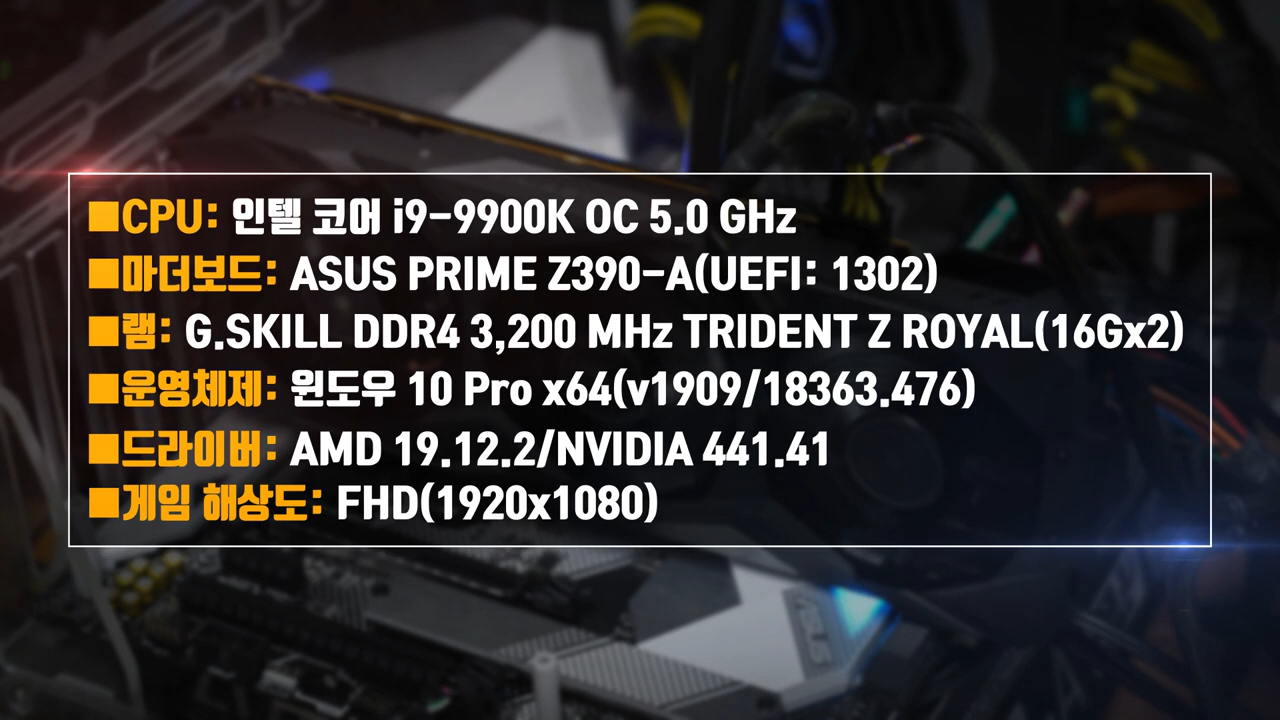 ■CPU: 인텔 코어 i9-9900K OC 5.0 GHz
■마더보드: ASUS PRIME Z390-A(UEFI: 1302)
■램: G.SKILL DDR4 3,200 MHz TRIDENT Z ROYAL(16Gx2)
■운영체제: 윈도우 10 Pro x64(v1909/18363.476)
■드라이버: AMD 19.12.2/NVIDIA 441.41
■게임 해상도: FHD(1920x1080)